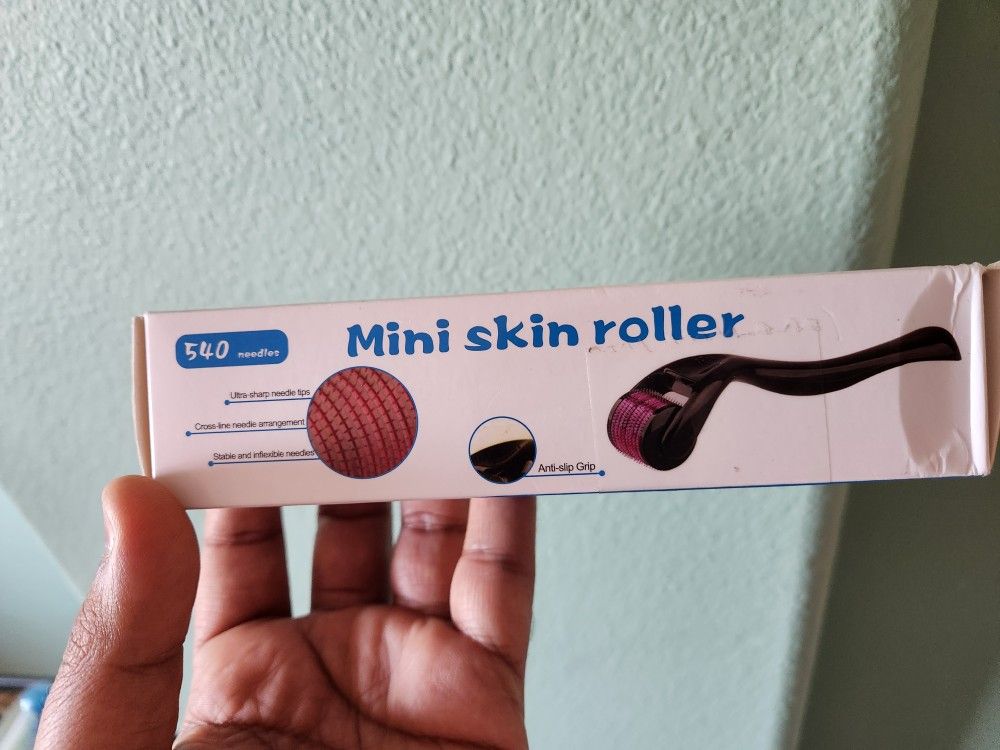 540 needles
Mini skin roller
Ultra-sharp needle tips
Cross-line needle arrangement
Stable and inflexible needles
Anti-slip Grip